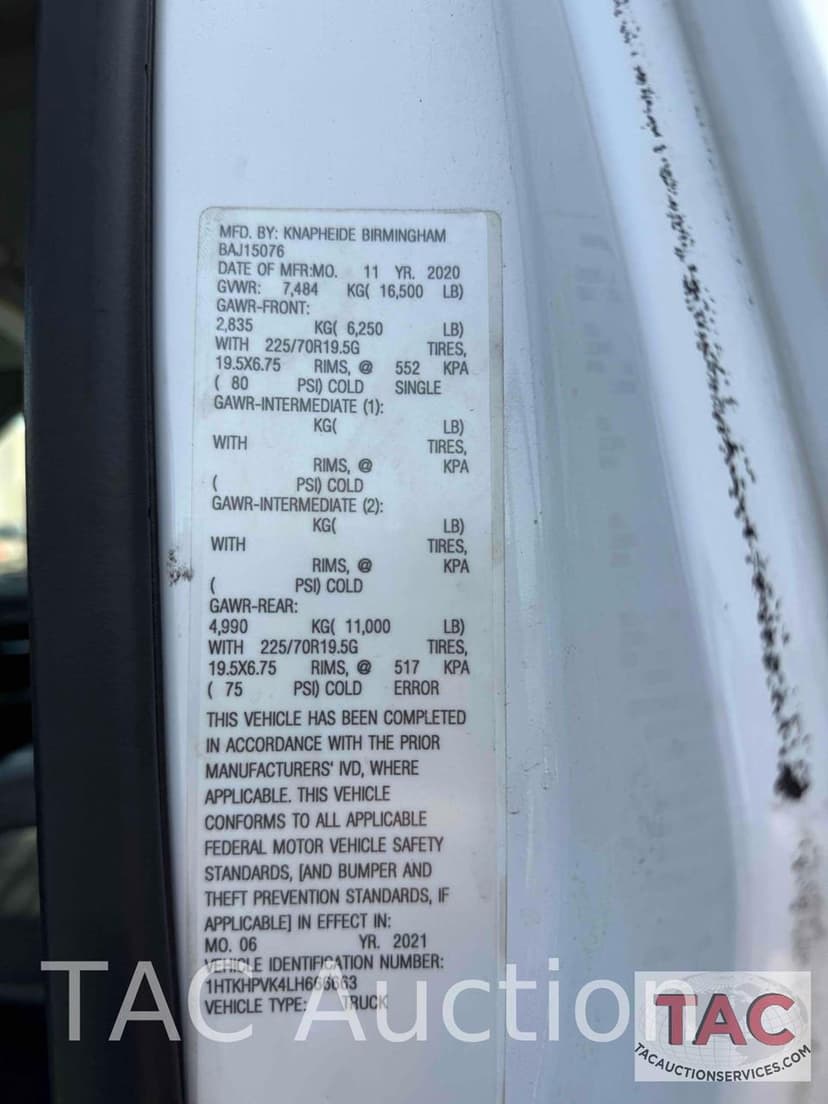 MFD. BY: KNAPHEIDE BIRMINGHAM
BAJ15076
DATE OF MFR:MO. 11 YR. 2020
GVWR: 7,484 KG( 16,500 LB)
GAWR-FRONT:
2,835 KG( 6,250 LB)
WITH 225/70R19.5G TIRES,
19.5X6.75 RIMS, @ 552 KPA
( 80 PSI) COLD SINGLE
GAWR-INTERMEDIATE (1):
KG( LB)
WITH TIRES,
RIMS, @ KPA
( PSI) COLD
GAWR-INTERMEDIATE (2):
KG( LB)
WITH TIRES,
RIMS, @ KPA
( PSI) COLD
GAWR-REAR:
4,990 KG( 11,000 LB)
WITH 225/70R19.5G TIRES,
19.5X6.75 RIMS, @ 517 KPA
( 75 PSI) COLD ERROR
THIS VEHICLE HAS BEEN COMPLETED
IN ACCORDANCE WITH THE PRIOR
MANUFACTURERS' IVD, WHERE
APPLICABLE. THIS VEHICLE
CONFORMS TO ALL APPLICABLE
FEDERAL MOTOR VEHICLE SAFETY
STANDARDS, [AND BUMPER AND
THEFT PREVENTION STANDARDS, IF
APPLICABLE] IN EFFECT IN:
MO. 06 YR. 2021
VEHICLE IDENTIFICATION NUMBER:
1HTKHPVK4LH666663
VEHICLE TYPE: TRUCK
TAC Auction
TAC
TACAUCTIONSERVICES.COM